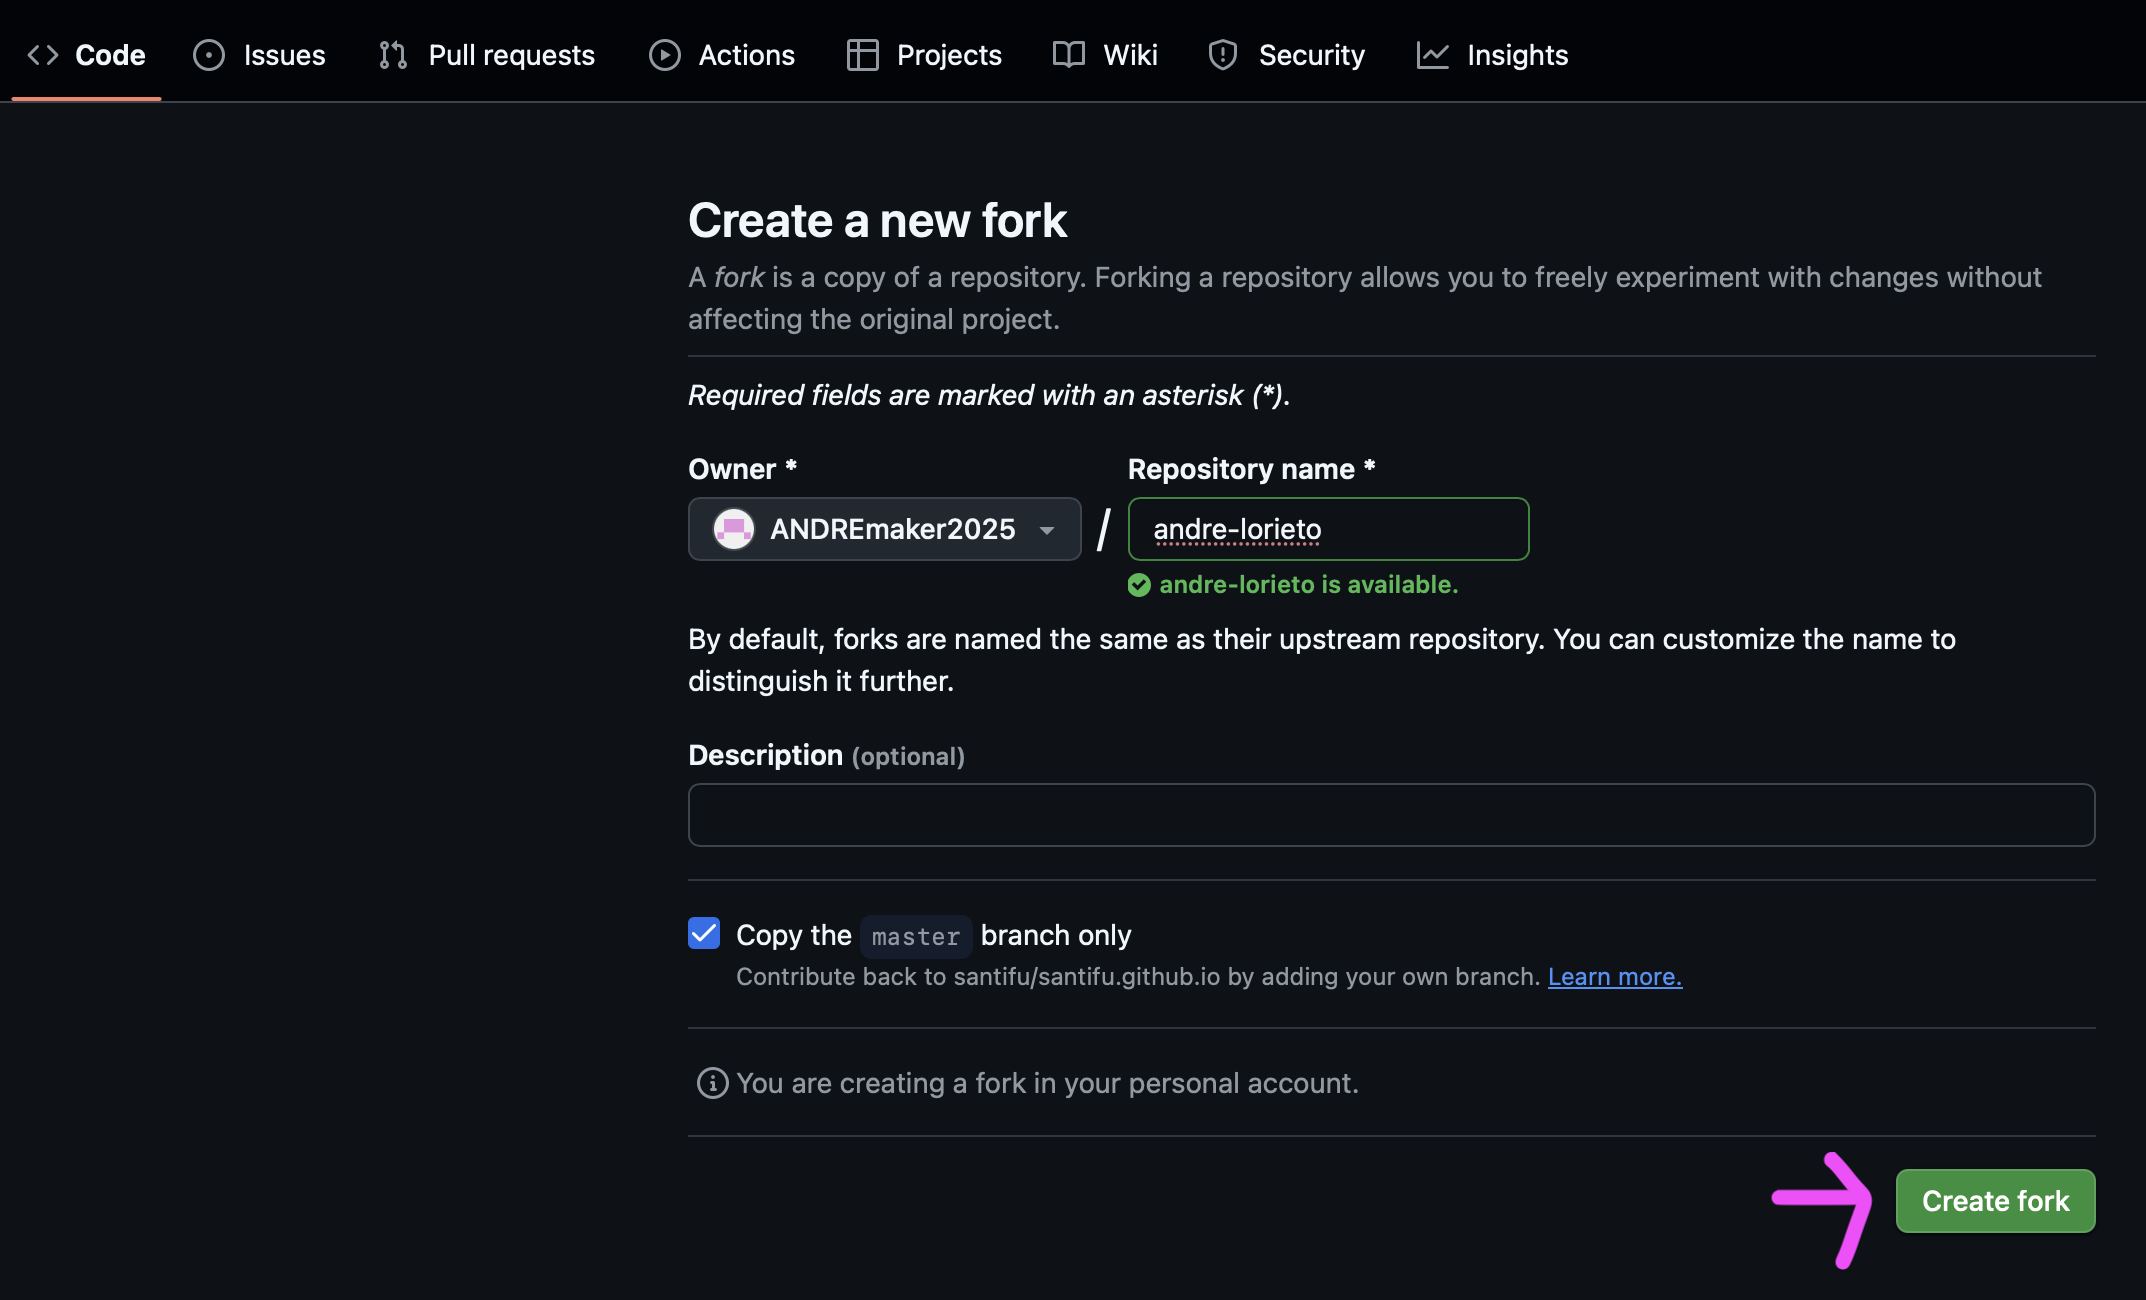 Code Issues Pull requests Actions Projects Wiki Security Insights
Create a new fork
A fork is a copy of a repository. Forking a repository allows you to freely experiment with changes without
affecting the original project.
Required fields are marked with an asterisk (*).
Owner * Repository name *
ANDREmaker2025 / andre-lorieto
andre-lorieto is available.
By default, forks are named the same as their upstream repository. You can customize the name to
distinguish it further.
Description (optional)
Copy the master branch only
Contribute back to santifu/santifu.github.io by adding your own branch. Learn more.
You are creating a fork in your personal account.
Create fork